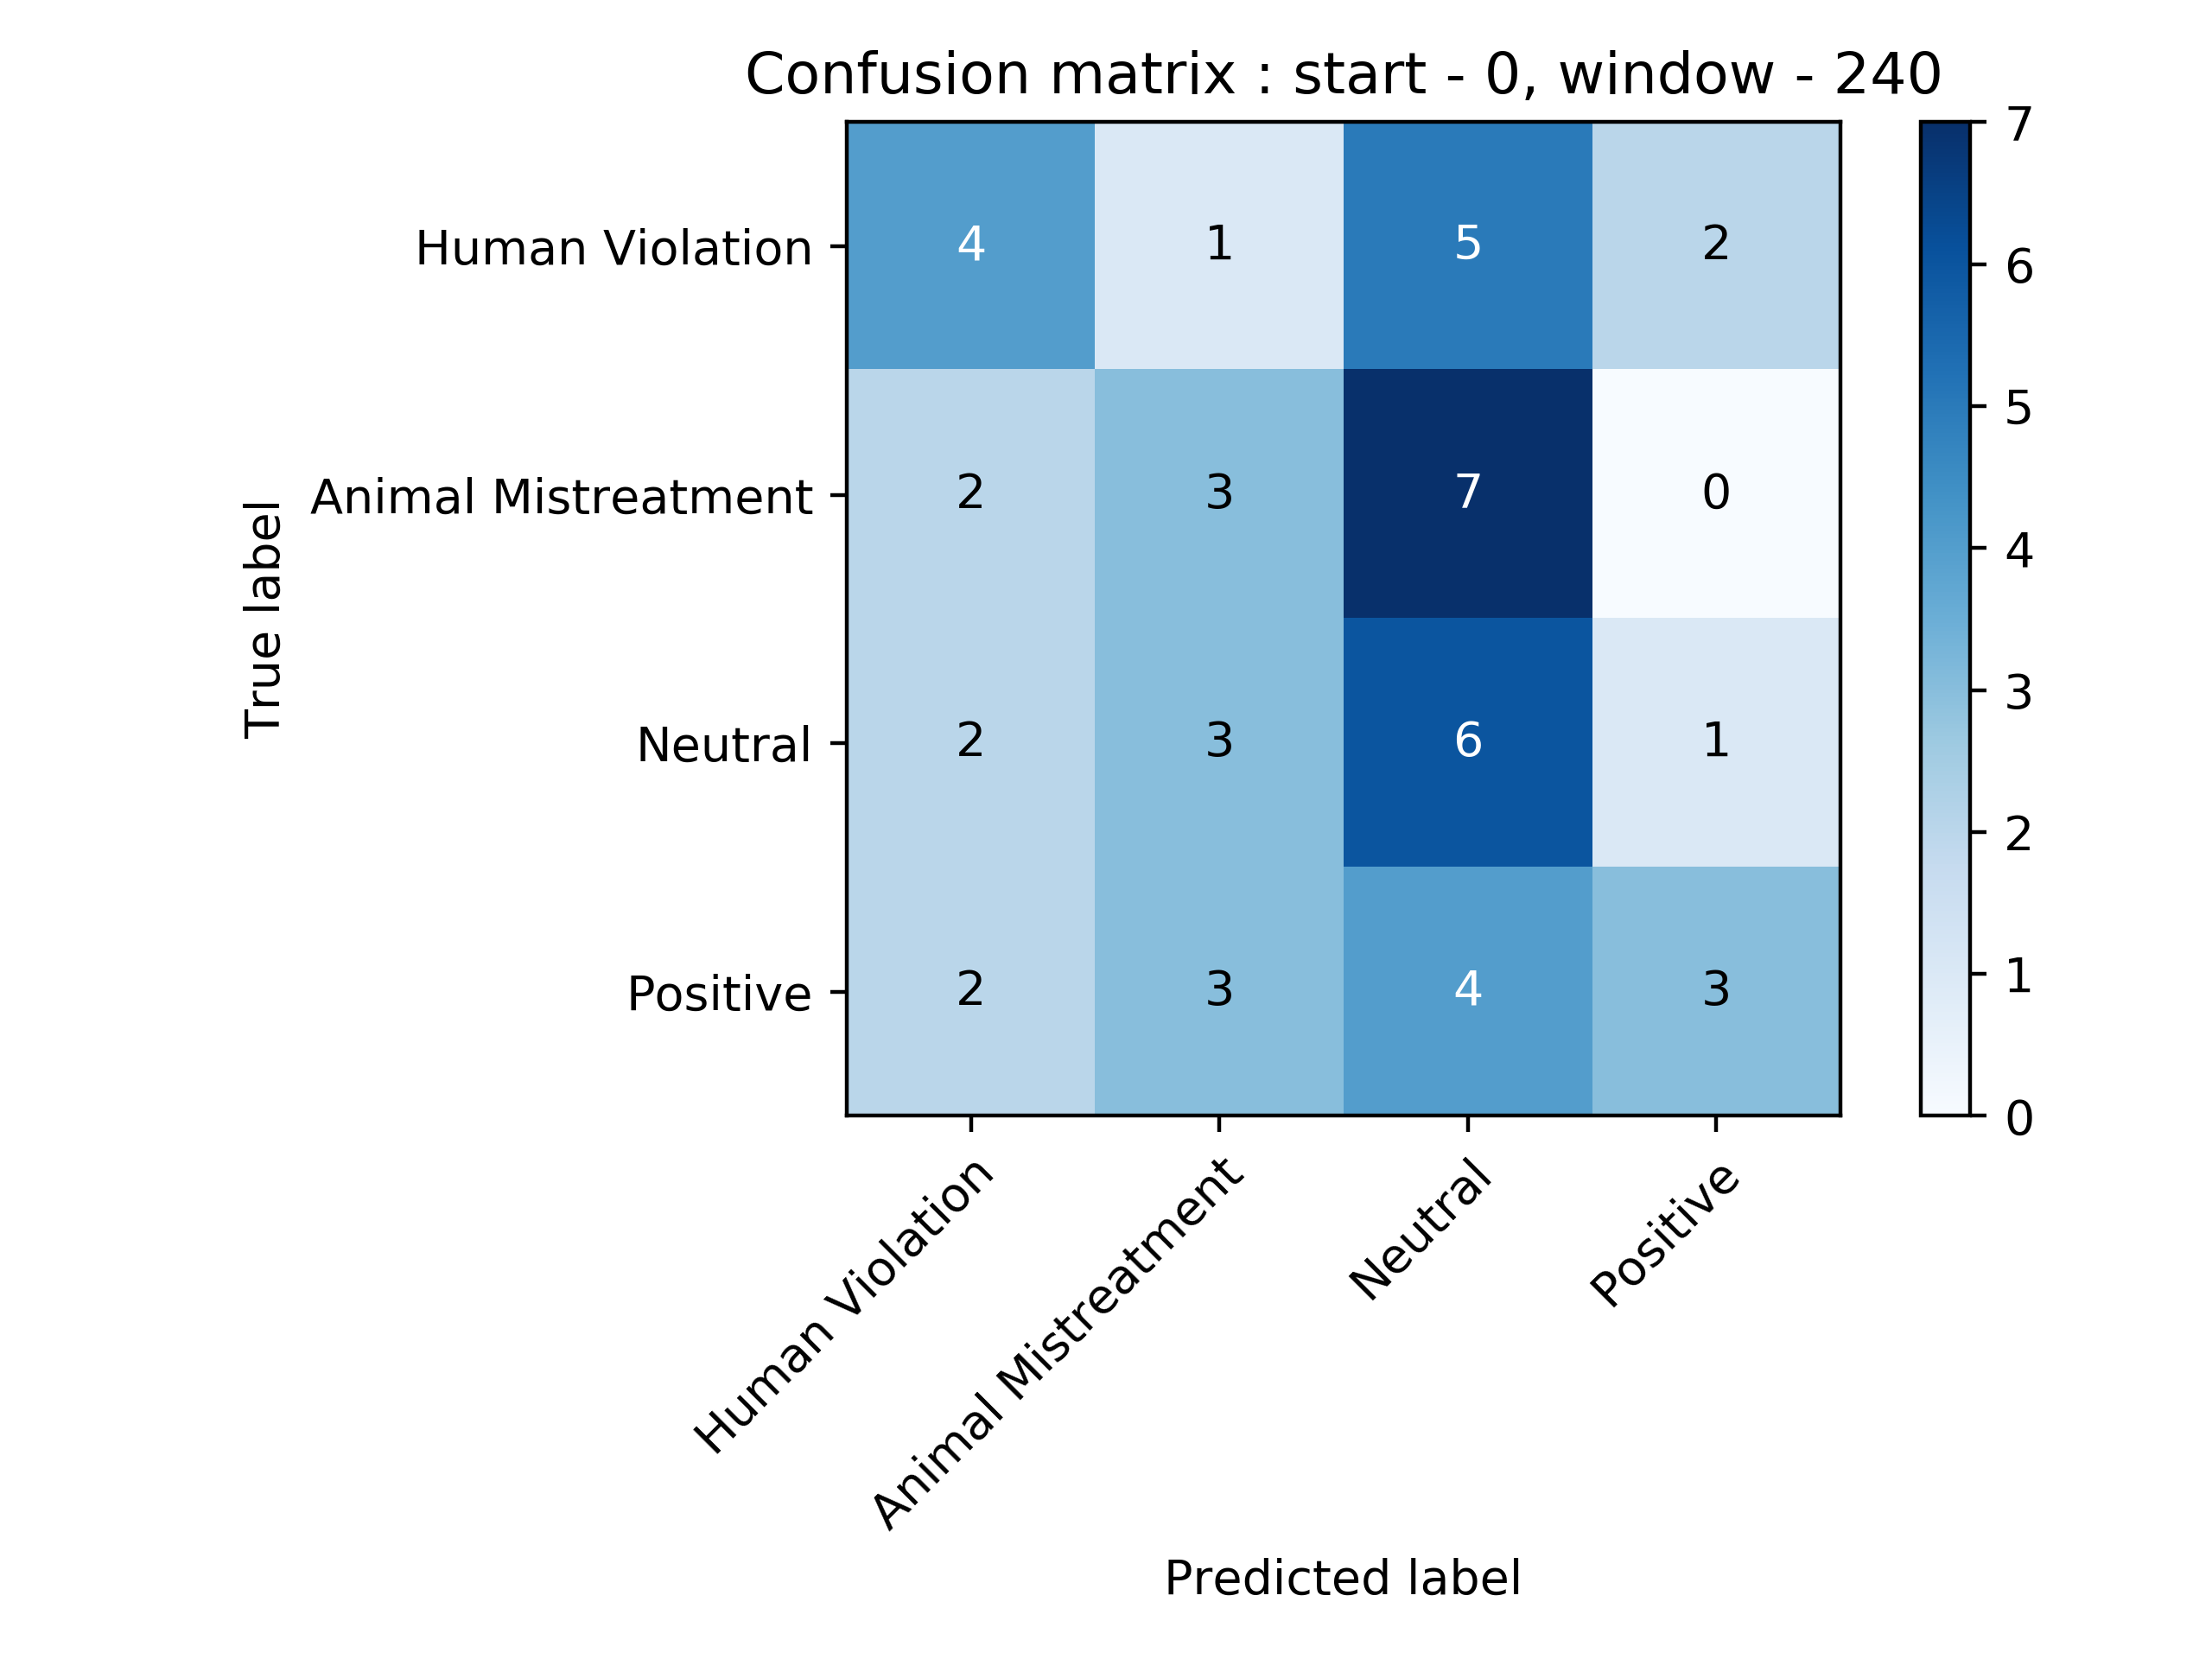 Confusion matrix : start - 0, window - 240
True label
Human Violation
4 1 5 2
Animal Mistreatment
2 3 7 0
Neutral
2 3 6 1
Positive
2 3 4 3
Human Violation
Animal Mistreatment
Neutral
Positive
Predicted label
7
6
5
4
3
2
1
0